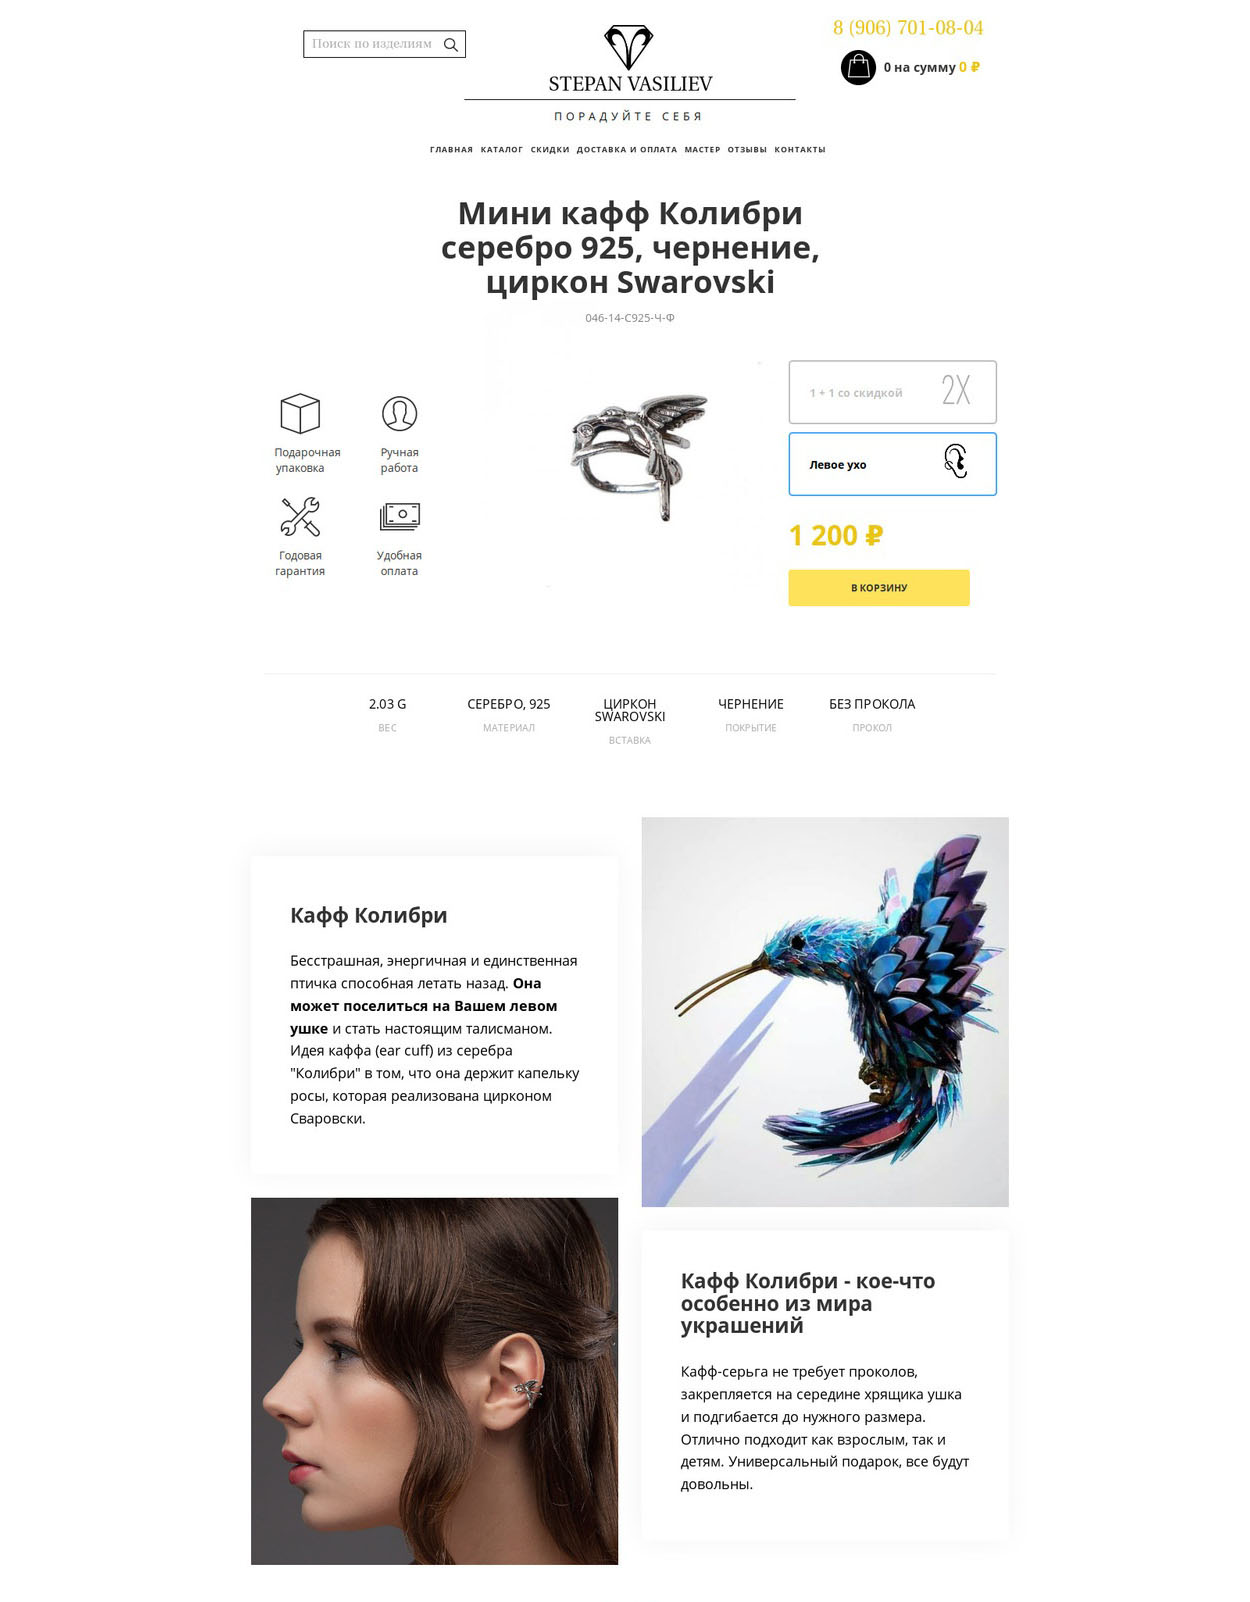 Поиск по изделиям
8 (906) 701-08-04
0 на сумму 0 ₽
STEPAN VASILIEV
ПОРАДУЙТЕ СЕБЯ
ГЛАВНАЯ КАТАЛОГ СКИДКИ ДОСТАВКА И ОПЛАТА МАСТЕР ОТЗЫВЫ КОНТАКТЫ
Мини кафф Колибри
серебро 925, чернение,
циркон Swarovski
046-14-С925-Ч-Ф
Подарочная
упаковка
Ручная
работа
Годовая
гарантия
Удобная
оплата
1 + 1 со скидкой
2X
Левое ухо
1 200 ₽
В КОРЗИНУ
2.03 G
ВЕС
СЕРЕБРО, 925
МАТЕРИАЛ
ЦИРКОН
SWAROVSKI
ВСТАВКА
ЧЕРНЕНИЕ
ПОКРЫТИЕ
БЕЗ ПРОКОЛА
ПРОКОЛ
Кафф Колибри
Бесстрашная, энергичная и единственная
птичка способная летать назад. Она
может поселиться на Вашем левом
ушке и стать настоящим талисманом.
Идея каффа (ear cuff) из серебра
"Колибри" в том, что она держит капельку
росы, которая реализована цирконом
Сваровски.
Кафф Колибри - кое-что
особенно из мира
украшений
Кафф-серьга не требует проколов,
закрепляется на середине хрящика ушка
и подгибается до нужного размера.
Отлично подходит как взрослым, так и
детям. Универсальный подарок, все будут
довольны.